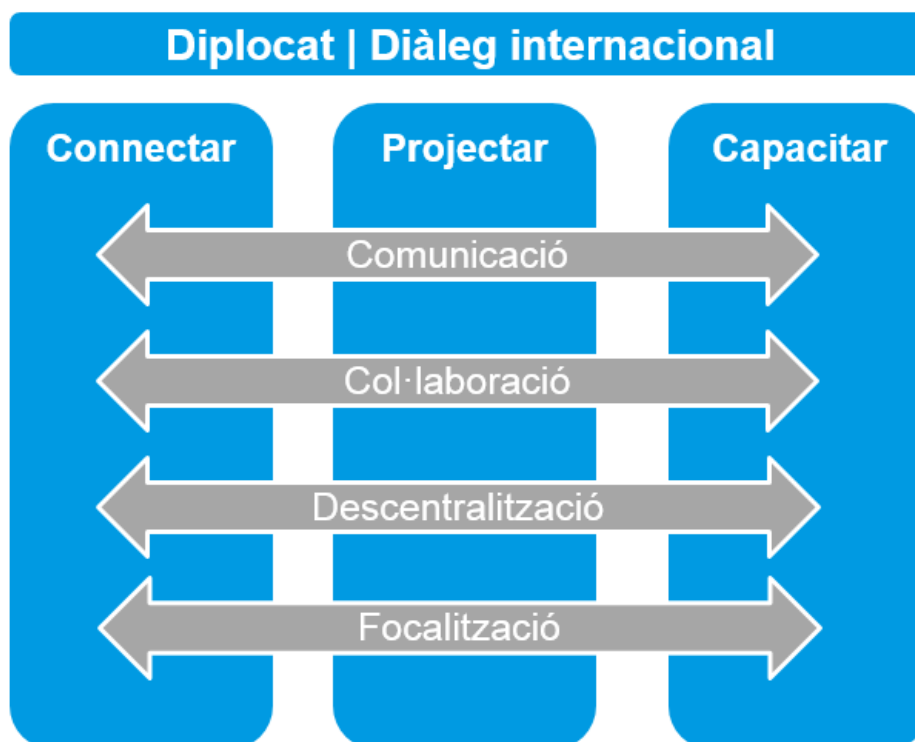 Diplocat | Diàleg internacional
Connectar
Projectar
Capacitar
Comunicació
Col·laboració
Descentralització
Focalització